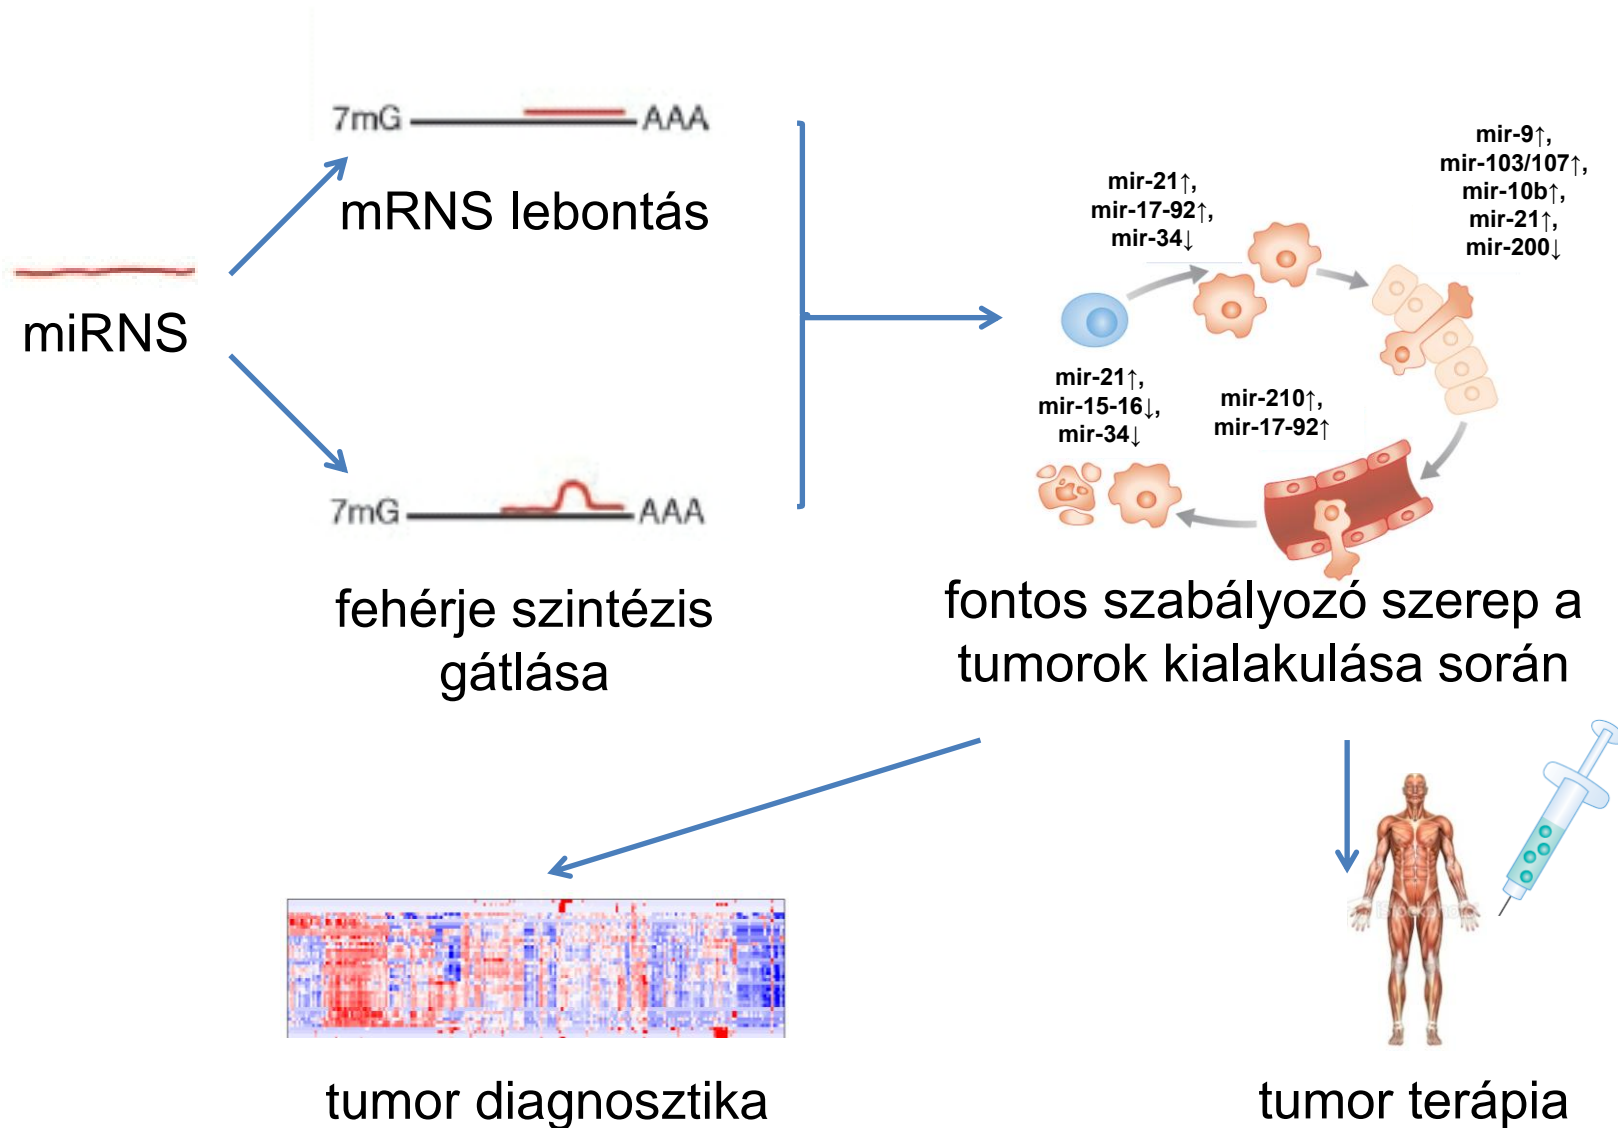 7mG AAA
mRNS lebontás
miRNS
7mG AAA
fehérje szintézis
gátlása
mir-21↑,
mir-17-92↑,
mir-34↓
mir-9↑,
mir-103/107↑,
mir-10b↑,
mir-21↑,
mir-200↓
mir-21↑,
mir-15-16↓,
mir-34↓
mir-210↑,
mir-17-92↑
fontos szabályozó szerep a
tumorok kialakulása során
tumor diagnosztika
tumor terápia